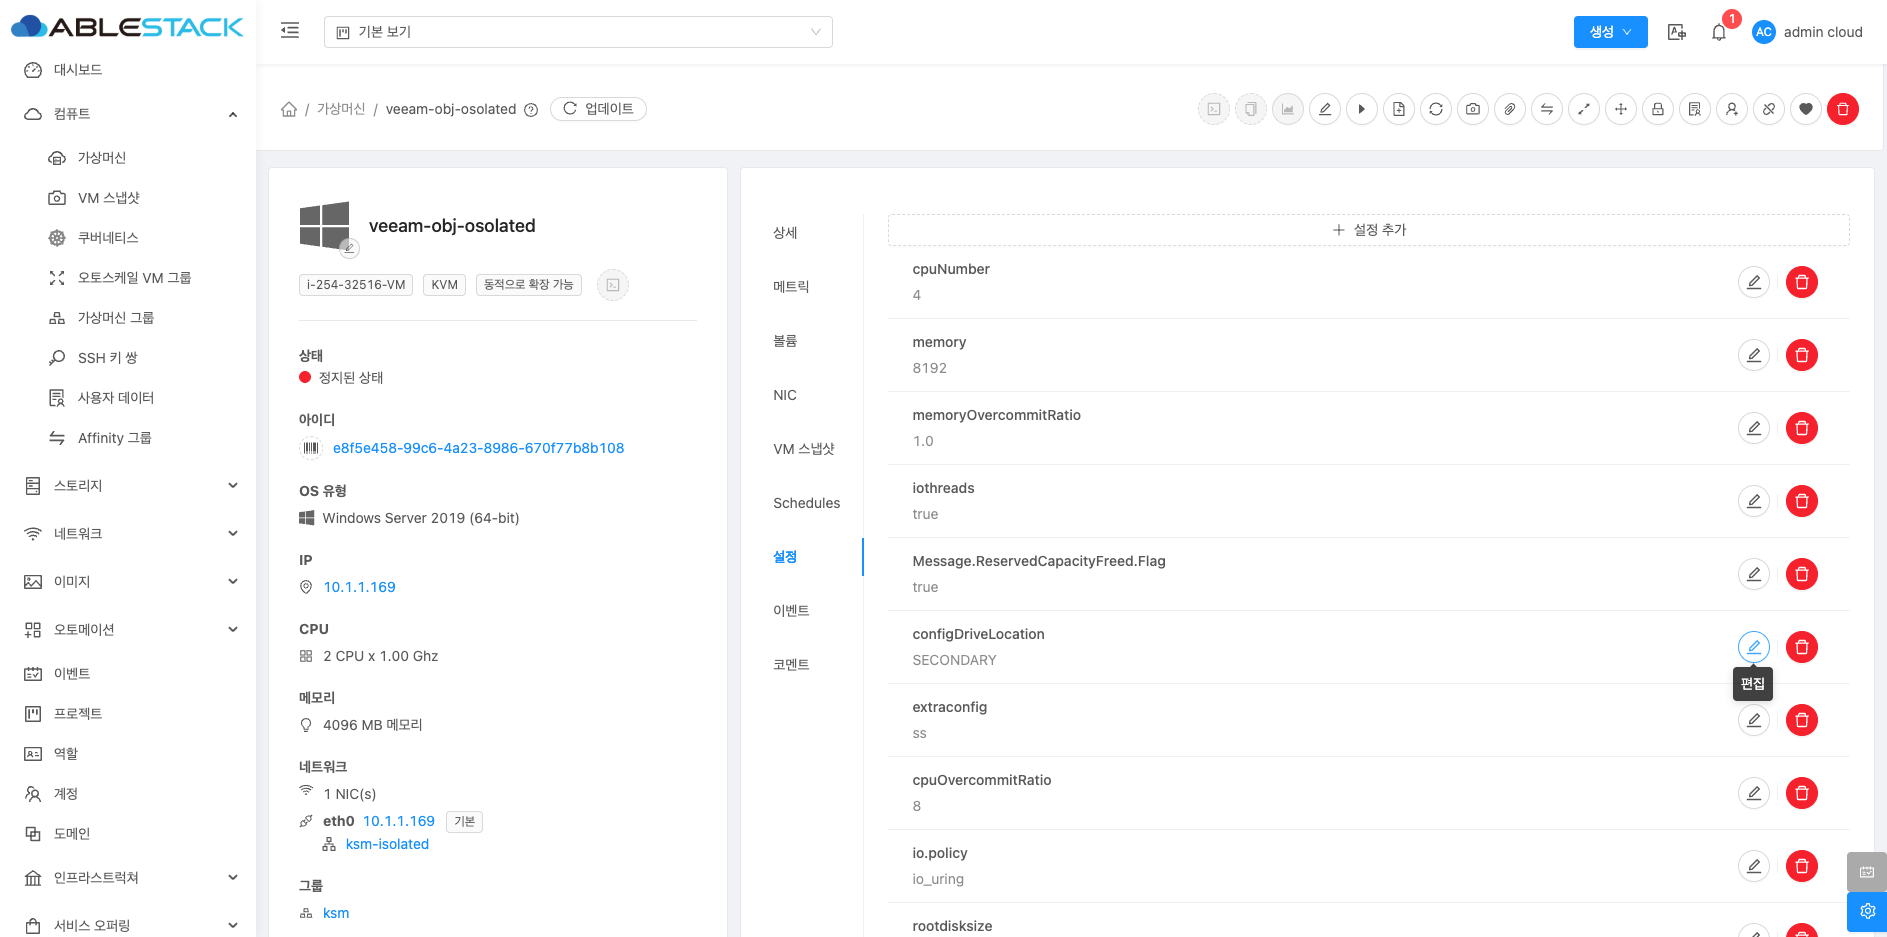 ABLESTACK
기본 보기
생성
1
AC
admin cloud
대시보드
컴퓨트
가상머신
VM 스냅샷
쿠버네티스
오토스케일 VM 그룹
가상머신 그룹
SSH 키 쌍
사용자 데이터
Affinity 그룹
스토리지
네트워크
이미지
오토메이션
이벤트
프로젝트
역할
계정
도메인
인프라스트럭쳐
서비스 오퍼링
/ 가상머신 / veeam-obj-osolated
업데이트
veeam-obj-osolated
i-254-32516-VM
KVM
동적으로 확장 가능
상태
정지된 상태
아이디
e8f5e458-99c6-4a23-8986-670f77b8b108
OS 유형
Windows Server 2019 (64-bit)
IP
10.1.1.169
CPU
2 CPU x 1.00 Ghz
메모리
4096 MB 메모리
네트워크
1 NIC(s)
eth0 10.1.1.169 기본
ksm-isolated
그룹
ksm
상세
메트릭
볼륨
NIC
VM 스냅샷
Schedules
설정
이벤트
코멘트
설정 추가
cpuNumber
4
memory
8192
memoryOvercommitRatio
1.0
iothreads
true
Message.ReservedCapacityFreed.Flag
true
configDriveLocation
SECONDARY
편집
extraconfig
ss
cpuOvercommitRatio
8
io.policy
io_uring
rootdisksize